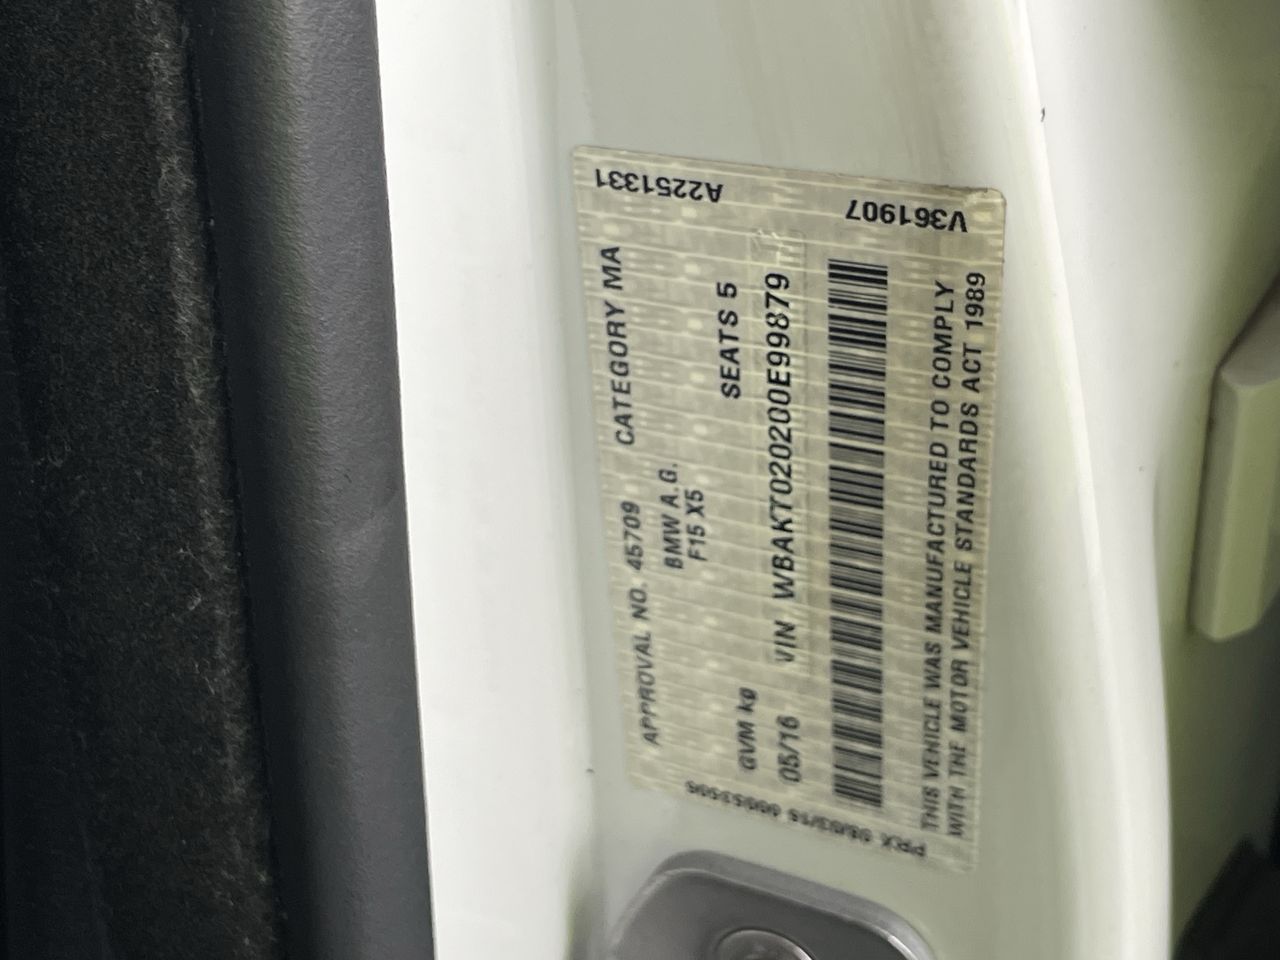 A2251331
V361907
APPROVAL NO. 45709 CATEGORY MA
BMW A.G.
F15 X5
GVM kg SEATS 5
05/16 VIN WBAKT020200E99879
THIS VEHICLE WAS MANUFACTURED TO COMPLY
WITH THE MOTOR VEHICLE STANDARDS ACT 1989